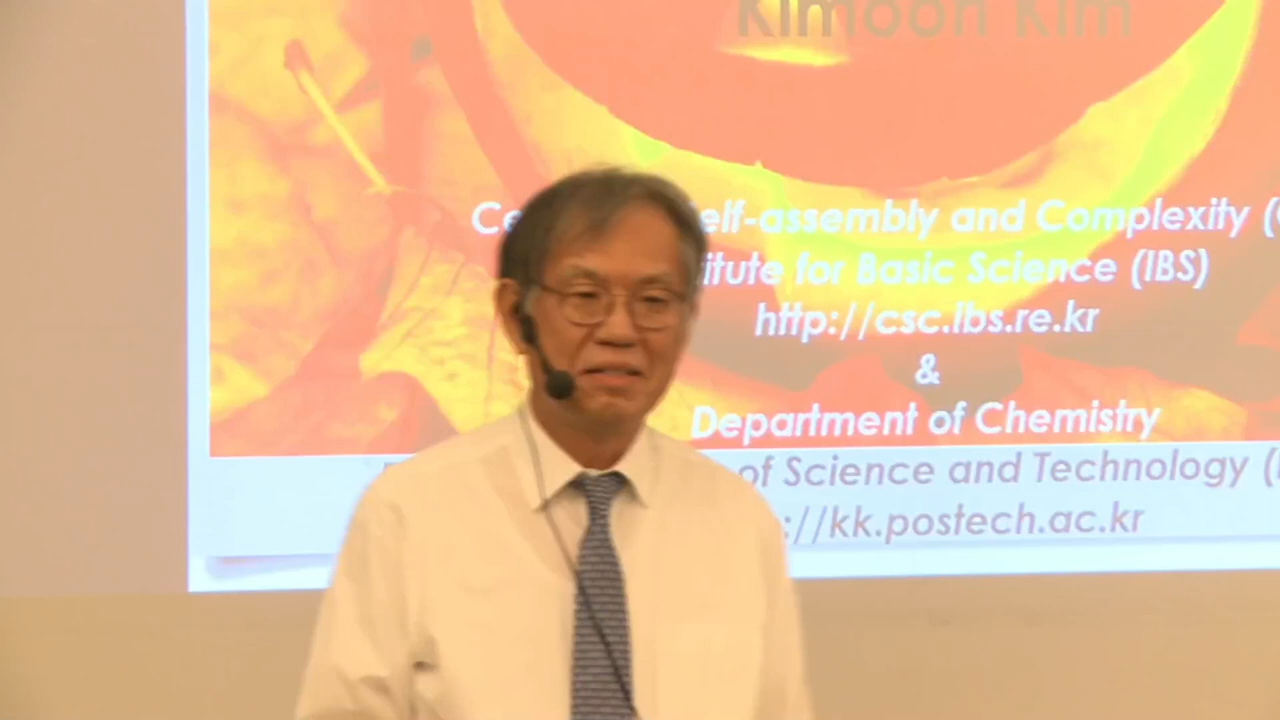 Kimoon Kim
elf-assembly and Complexity (
itute for Basic Science (IBS)
http://csc.ibs.re.kr
&
Department of Chemistry
of Science and Technology (
://kk.postech.ac.kr